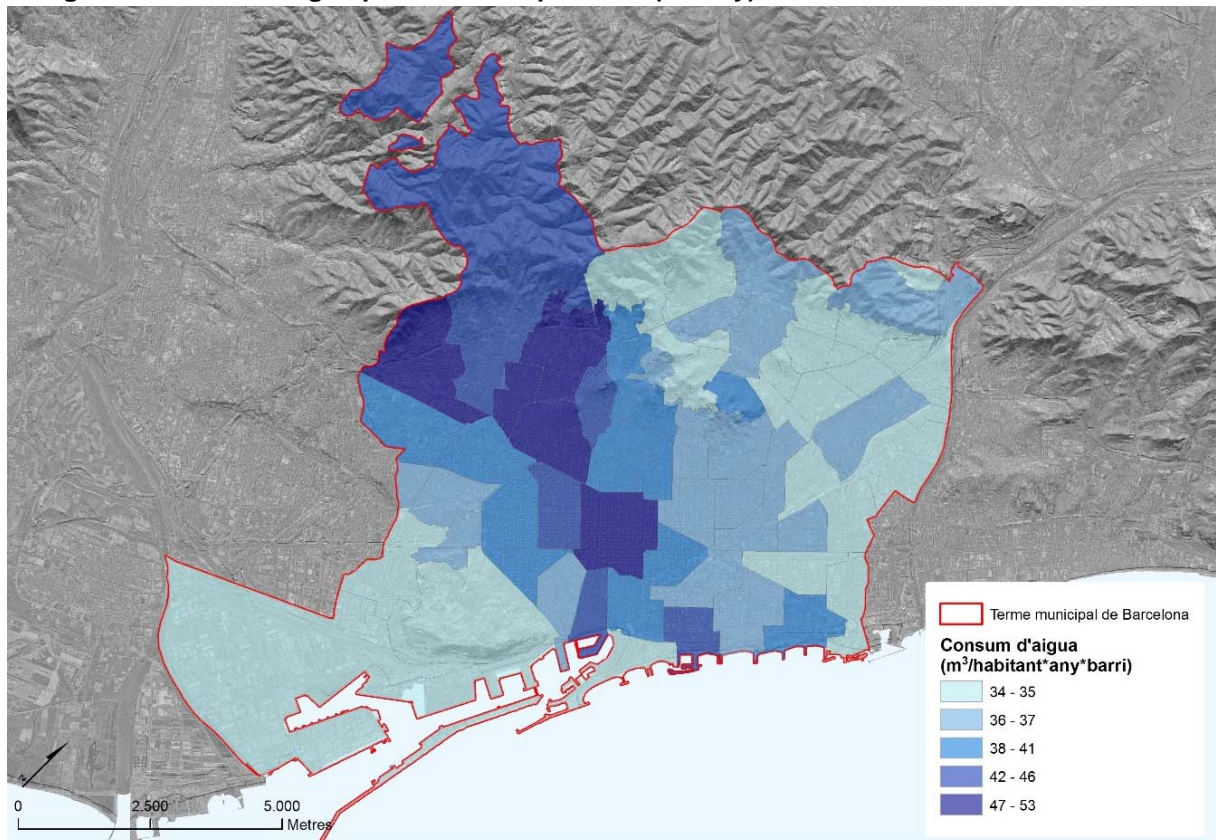 Terme municipal de Barcelona
Consum d'aigua
(m³/habitant*any*barri)
34 - 35
36 - 37
38 - 41
42 - 46
47 - 53
N
0 2.500 5.000
Metres